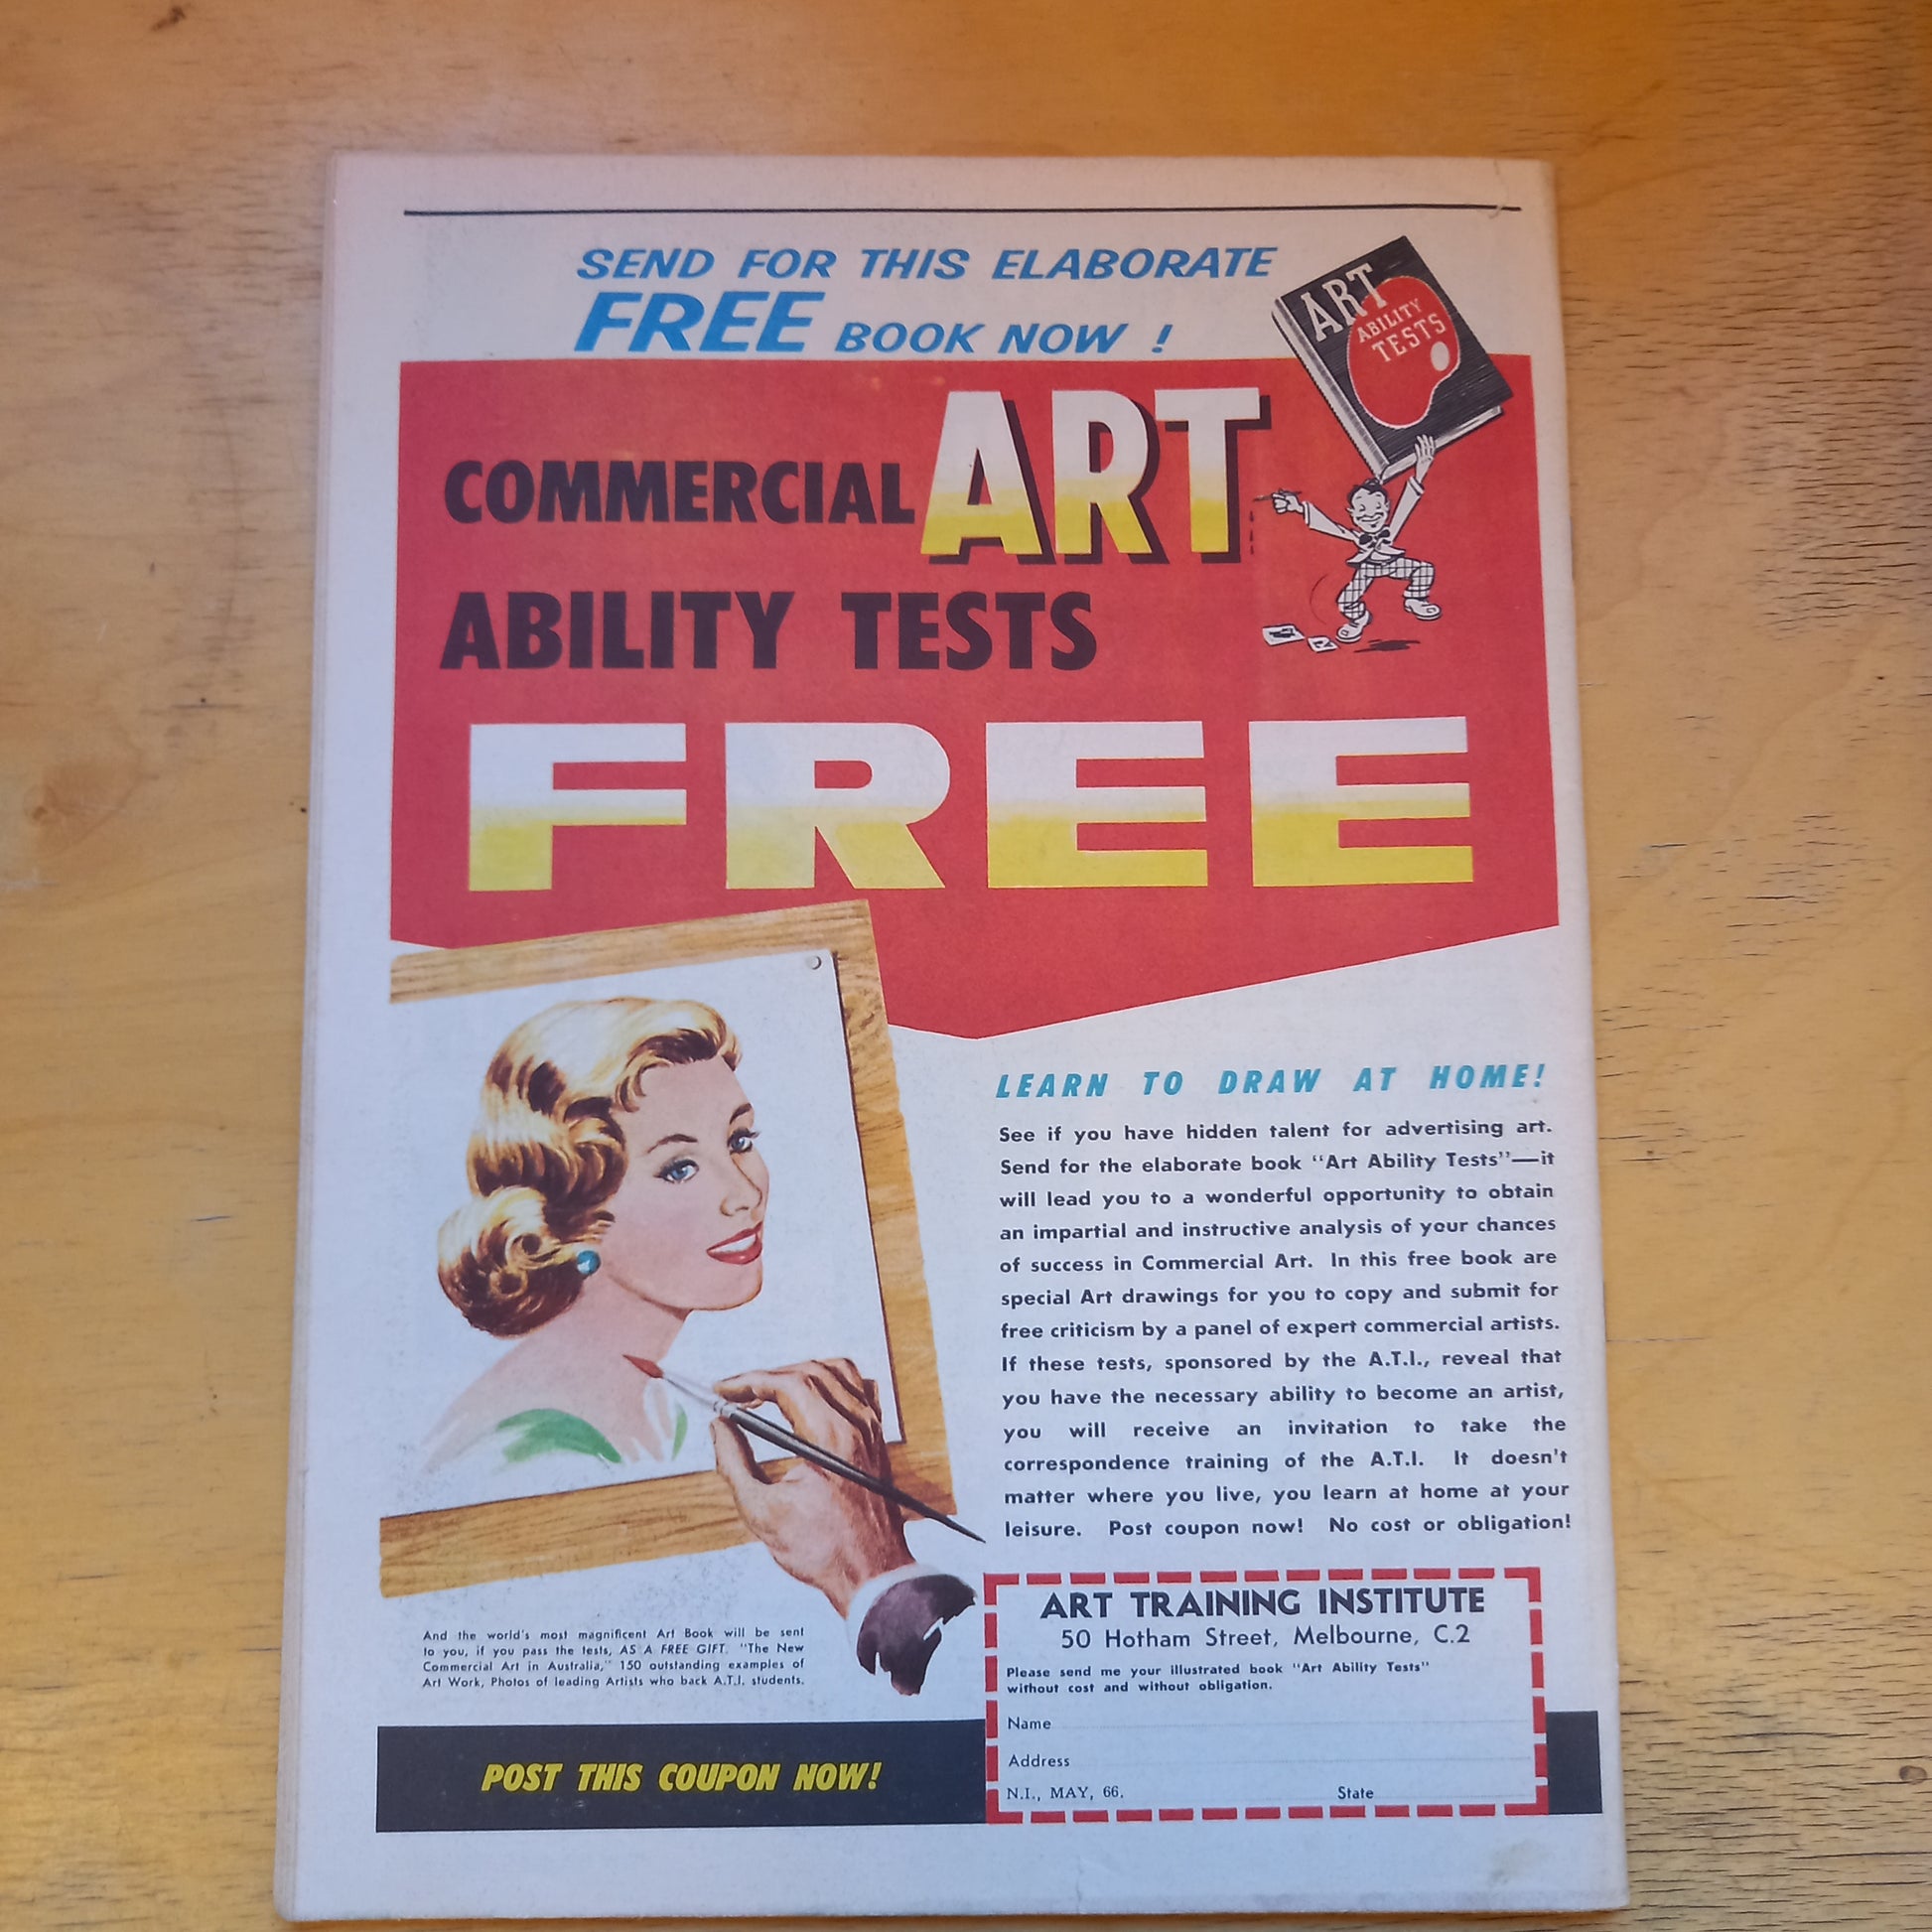 SEND FOR THIS ELABORATE
FREE BOOK NOW !
ART
ABILITY
TESTS
COMMERCIAL ART
ABILITY TESTS
FREE
LEARN TO DRAW AT HOME!
See if you have hidden talent for advertising art.
Send for the elaborate book “Art Ability Tests”—it
will lead you to a wonderful opportunity to obtain
an impartial and instructive analysis of your chances
of success in Commercial Art. In this free book are
special Art drawings for you to copy and submit for
free criticism by a panel of expert commercial artists.
If these tests, sponsored by the A.T.I., reveal that
you have the necessary ability to become an artist,
you will receive an invitation to take the
correspondence training of the A.T.I. It doesn't
matter where you live, you learn at home at your
leisure. Post coupon now! No cost or obligation!
And the world's most magnificent Art Book will be sent
to you, if you pass the tests, AS A FREE GIFT. "The New
Commercial Art in Australia," 150 outstanding examples of
Art Work, Photos of leading Artists who back A.T.I. students.
POST THIS COUPON NOW!
ART TRAINING INSTITUTE
50 Hotham Street, Melbourne, C.2
Please send me your illustrated book “Art Ability Tests”
without cost and without obligation.
Name
Address
N.I., MAY, 66. State